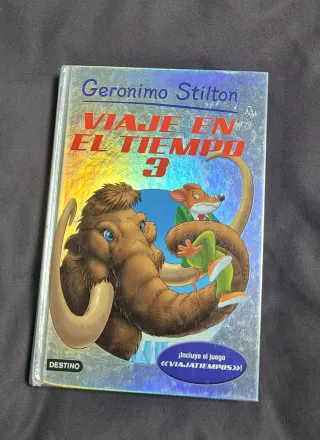 Geronimo Stilton
VIAJE EN
EL TIEMPO
3
¡Incluye el juego
«VIAJATIEMPOS»!
DESTINO